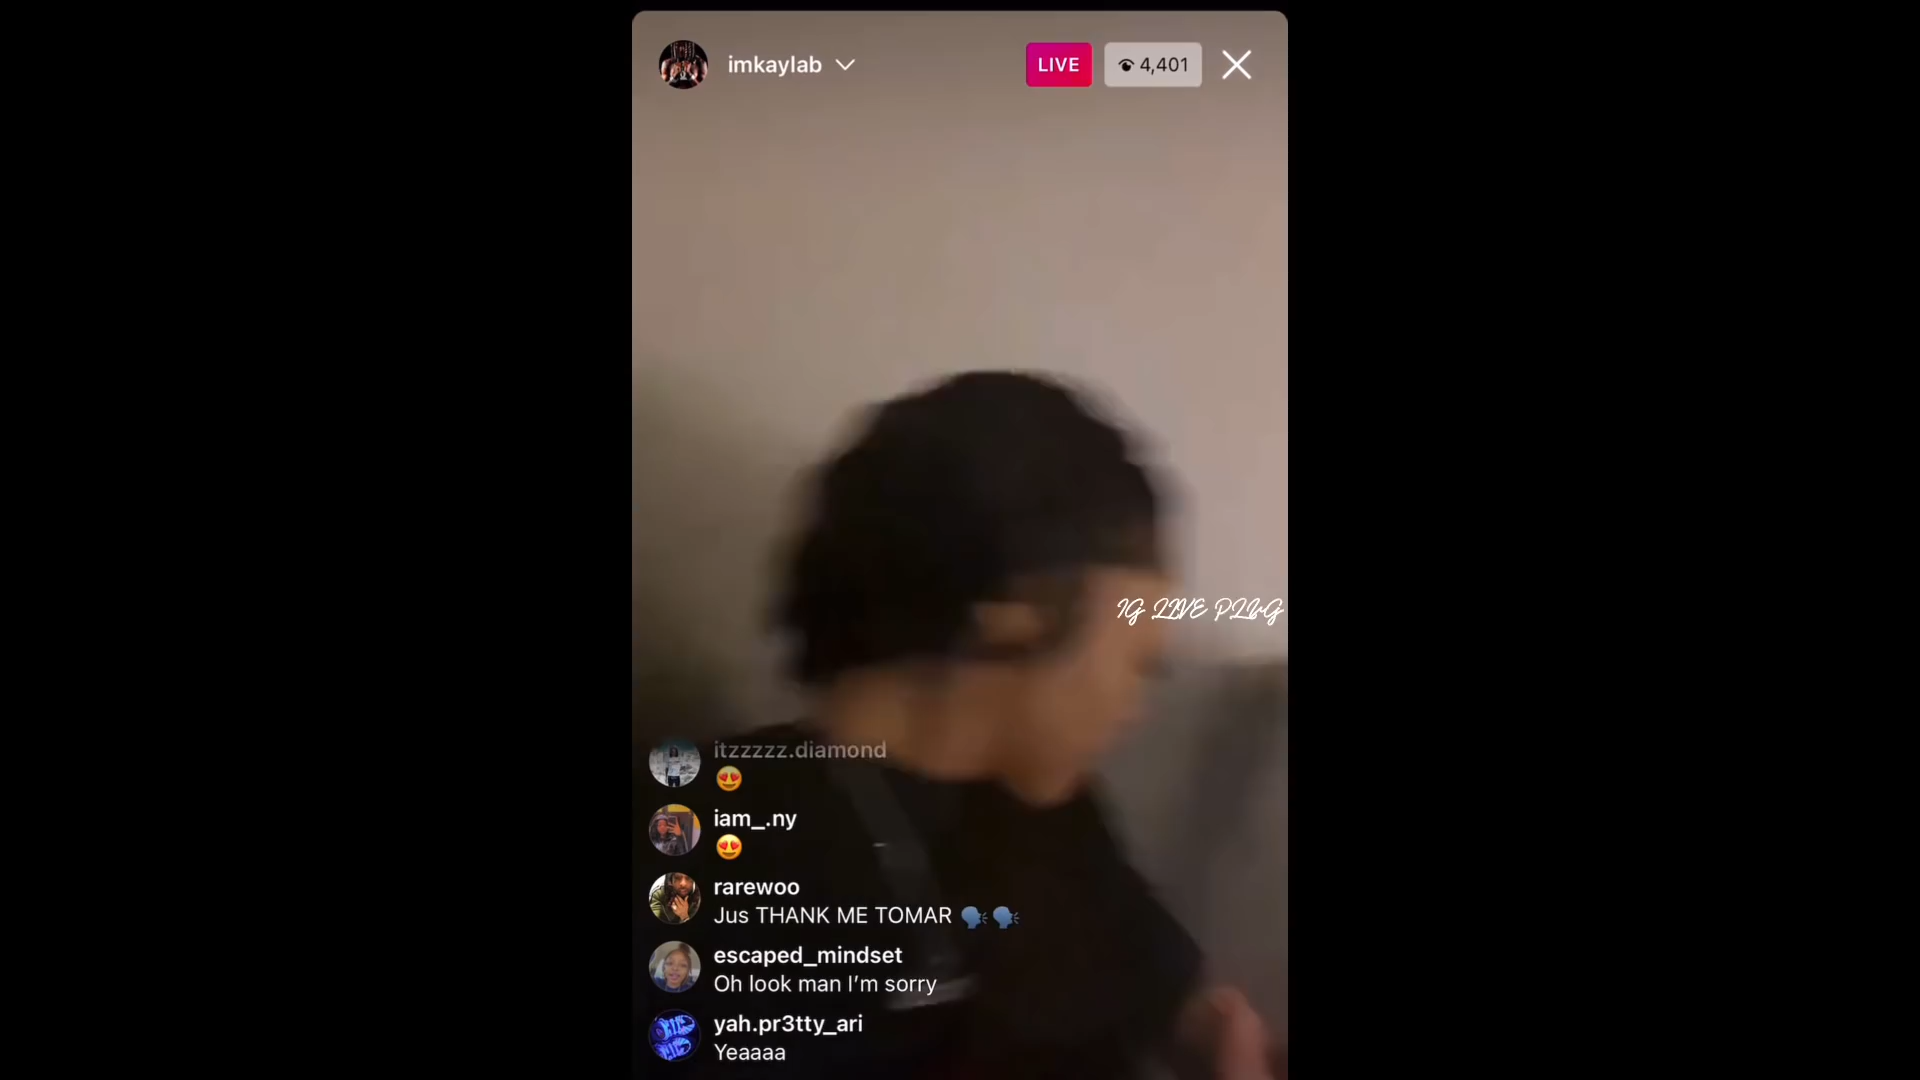 imkaylab
LIVE
4,401
IG LIVE PLUG
itzzzzz.diamond
😍
iam_.ny
😍
rarewoo
Jus THANK ME TOMAR 🗣️🗣️
escaped_mindset
Oh look man I’m sorry
yah.pr3tty_ari
Yeaaaa